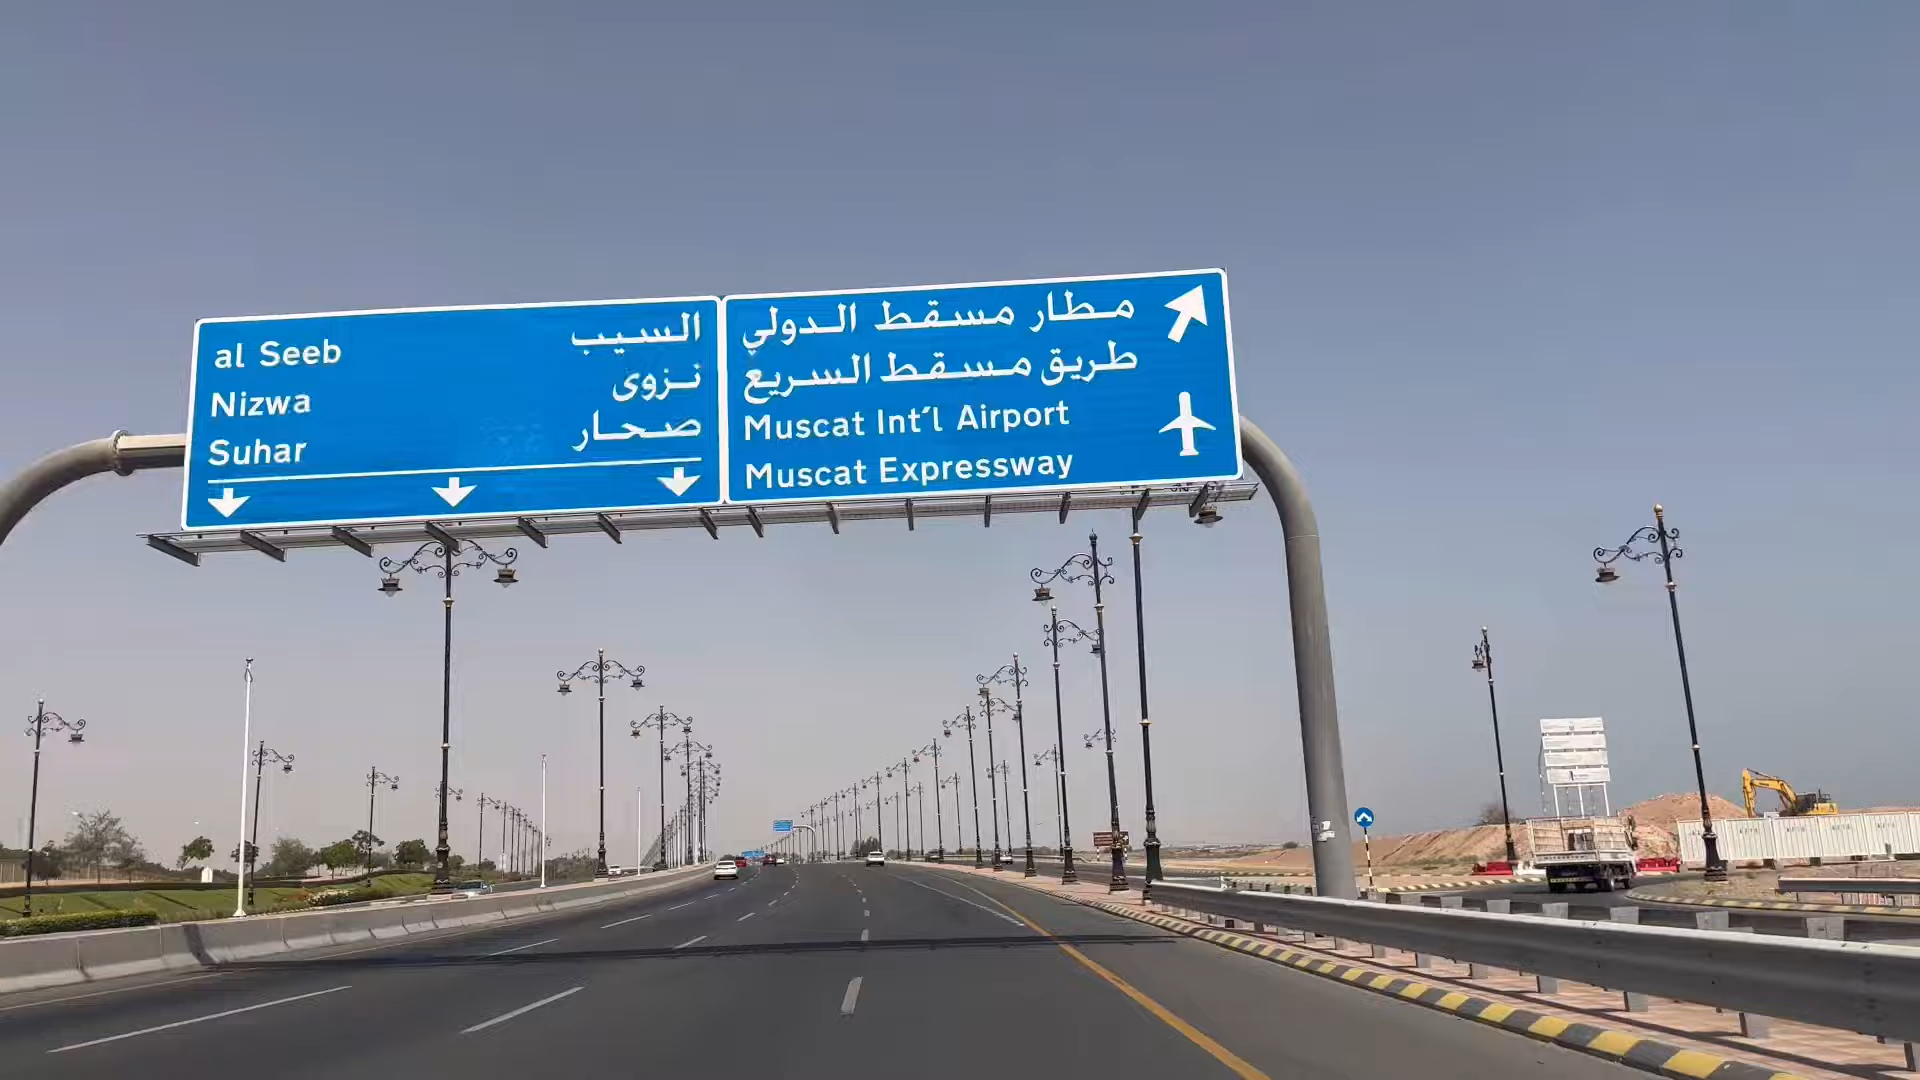 al Seeb
السيب
Nizwa
نزوى
Suhar
صحار
مطار مسقط الدولي
طريق مسقط السريع
Muscat Int'l Airport
Muscat Expressway